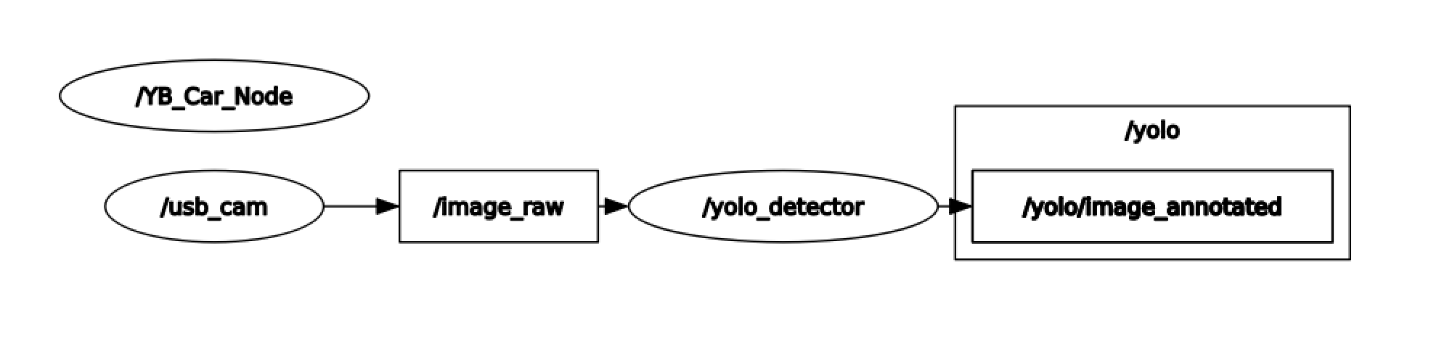 /YB_Car_Node
/yolo
/usb_cam
/image_raw
/yolo_detector
/yolo/image_annotated